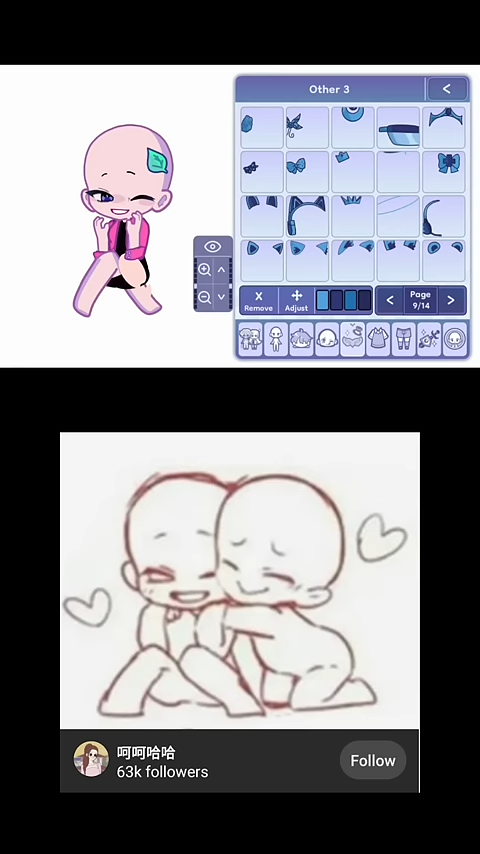 Other 3
<
X
Remove
Adjust
<
Page
9/14
>
呵呵哈哈
63k followers
Follow